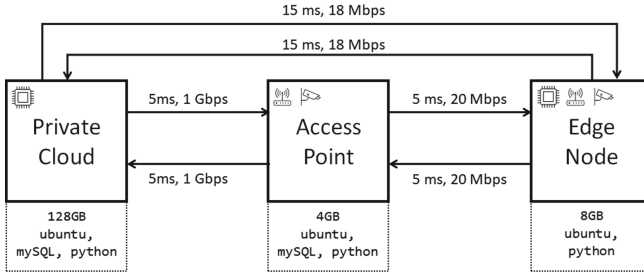 15 ms, 18 Mbps
15 ms, 18 Mbps
Private
Cloud
5ms, 1 Gbps
5ms, 1 Gbps
Access
Point
5 ms, 20 Mbps
5 ms, 20 Mbps
Edge
Node
128GB
ubuntu,
mySQL, python
4GB
ubuntu,
mySQL, python
8GB
ubuntu,
python